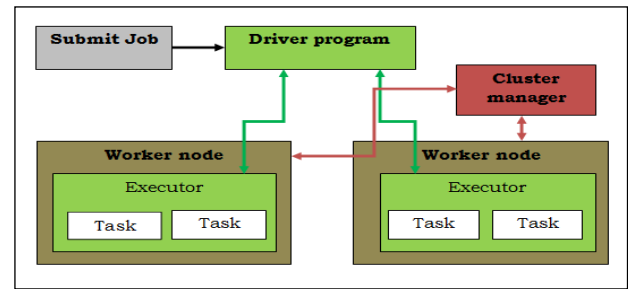 Submit Job
Driver program
Cluster
manager
Worker node
Executor
Task
Task
Worker node
Executor
Task
Task